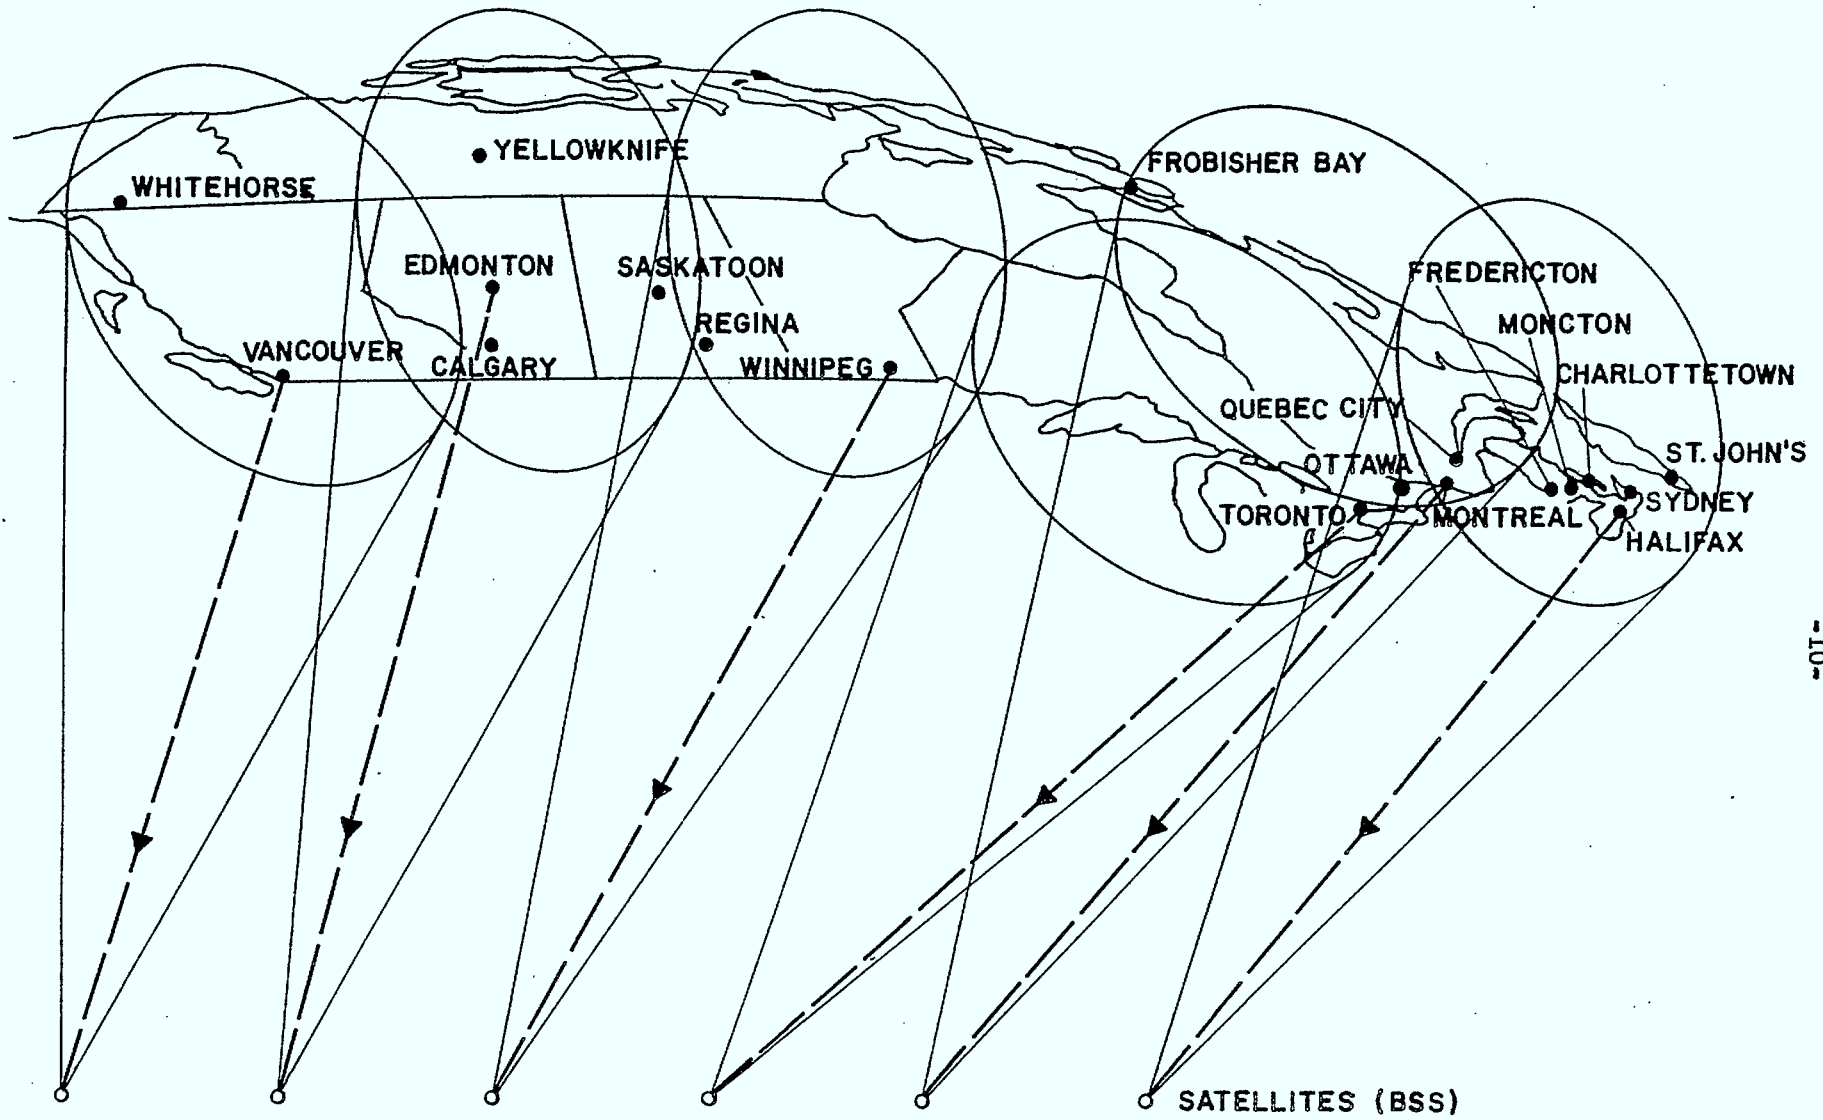 YELLOWKNIFE
FROBISHER BAY
WHITEHORSE
EDMONTON
SASKATOON
FREDERICTON
REGINA
MONCTON
VANCOUVER
CALGARY
WINNIPEG
CHARLOTTETOWN
QUEBEC CITY
ST. JOHN'S
OTTAWA
TORONTO
MONTREAL
SYDNEY
HALIFAX
-10-
SATELLITES (BSS)